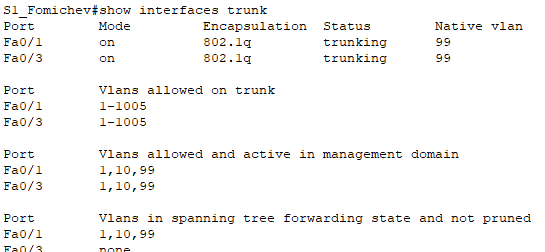 S1_Fomichev#show interfaces trunk
Port        Mode         Encapsulation  Status        Native vlan
Fa0/1       on           802.1q         trunking      99
Fa0/3       on           802.1q         trunking      99
Port        Vlans allowed on trunk
Fa0/1       1-1005
Fa0/3       1-1005
Port        Vlans allowed and active in management domain
Fa0/1       1,10,99
Fa0/3       1,10,99
Port        Vlans in spanning tree forwarding state and not pruned
Fa0/1       1,10,99
Fa0/3       none